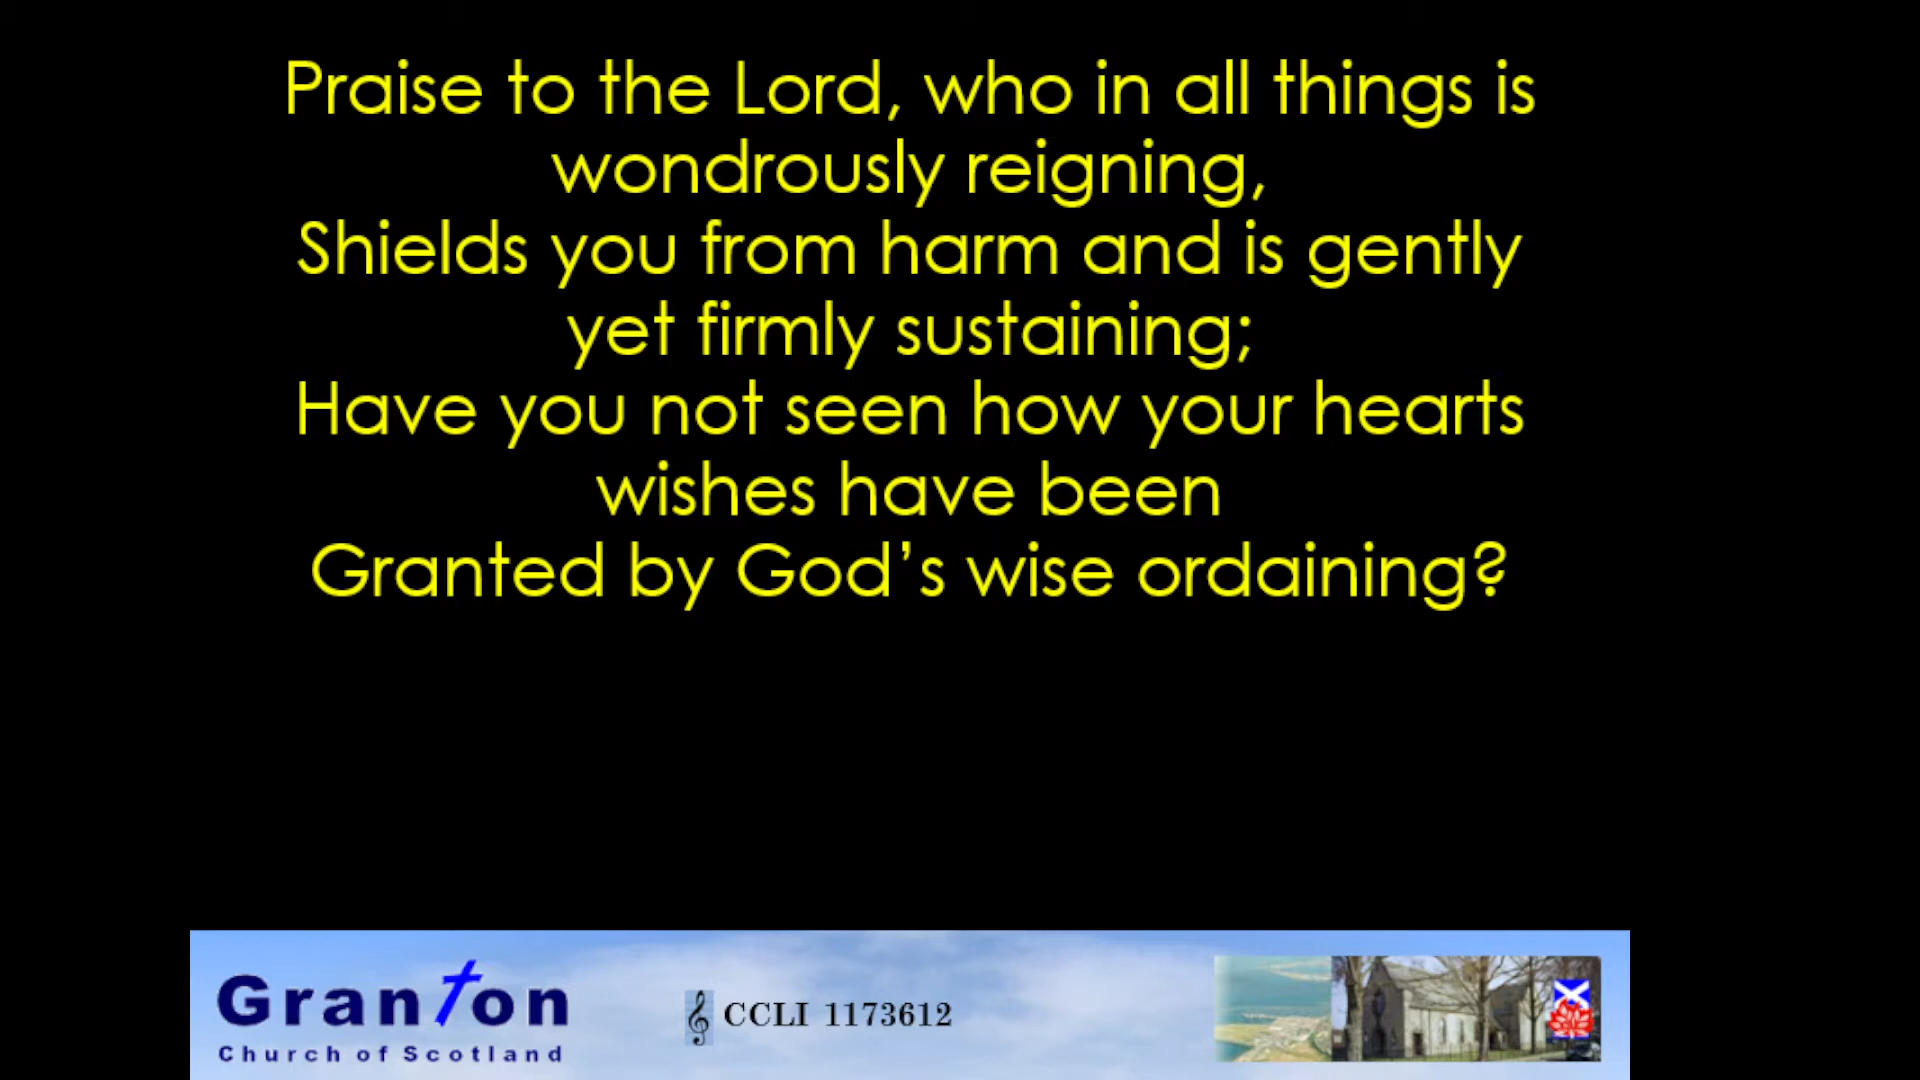 Praise to the Lord, who in all things is
wondrously reigning,
Shields you from harm and is gently
yet firmly sustaining;
Have you not seen how your hearts
wishes have been
Granted by God’s wise ordaining?
Granton
Church of Scotland
CCLI 1173612